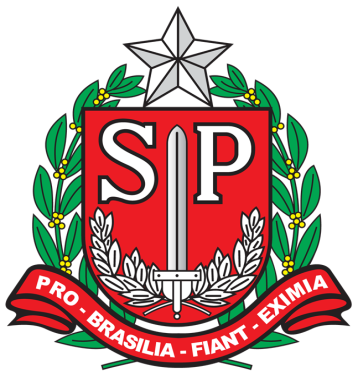 SP
PRO - BRASILIA - FIANT - EXIMIA